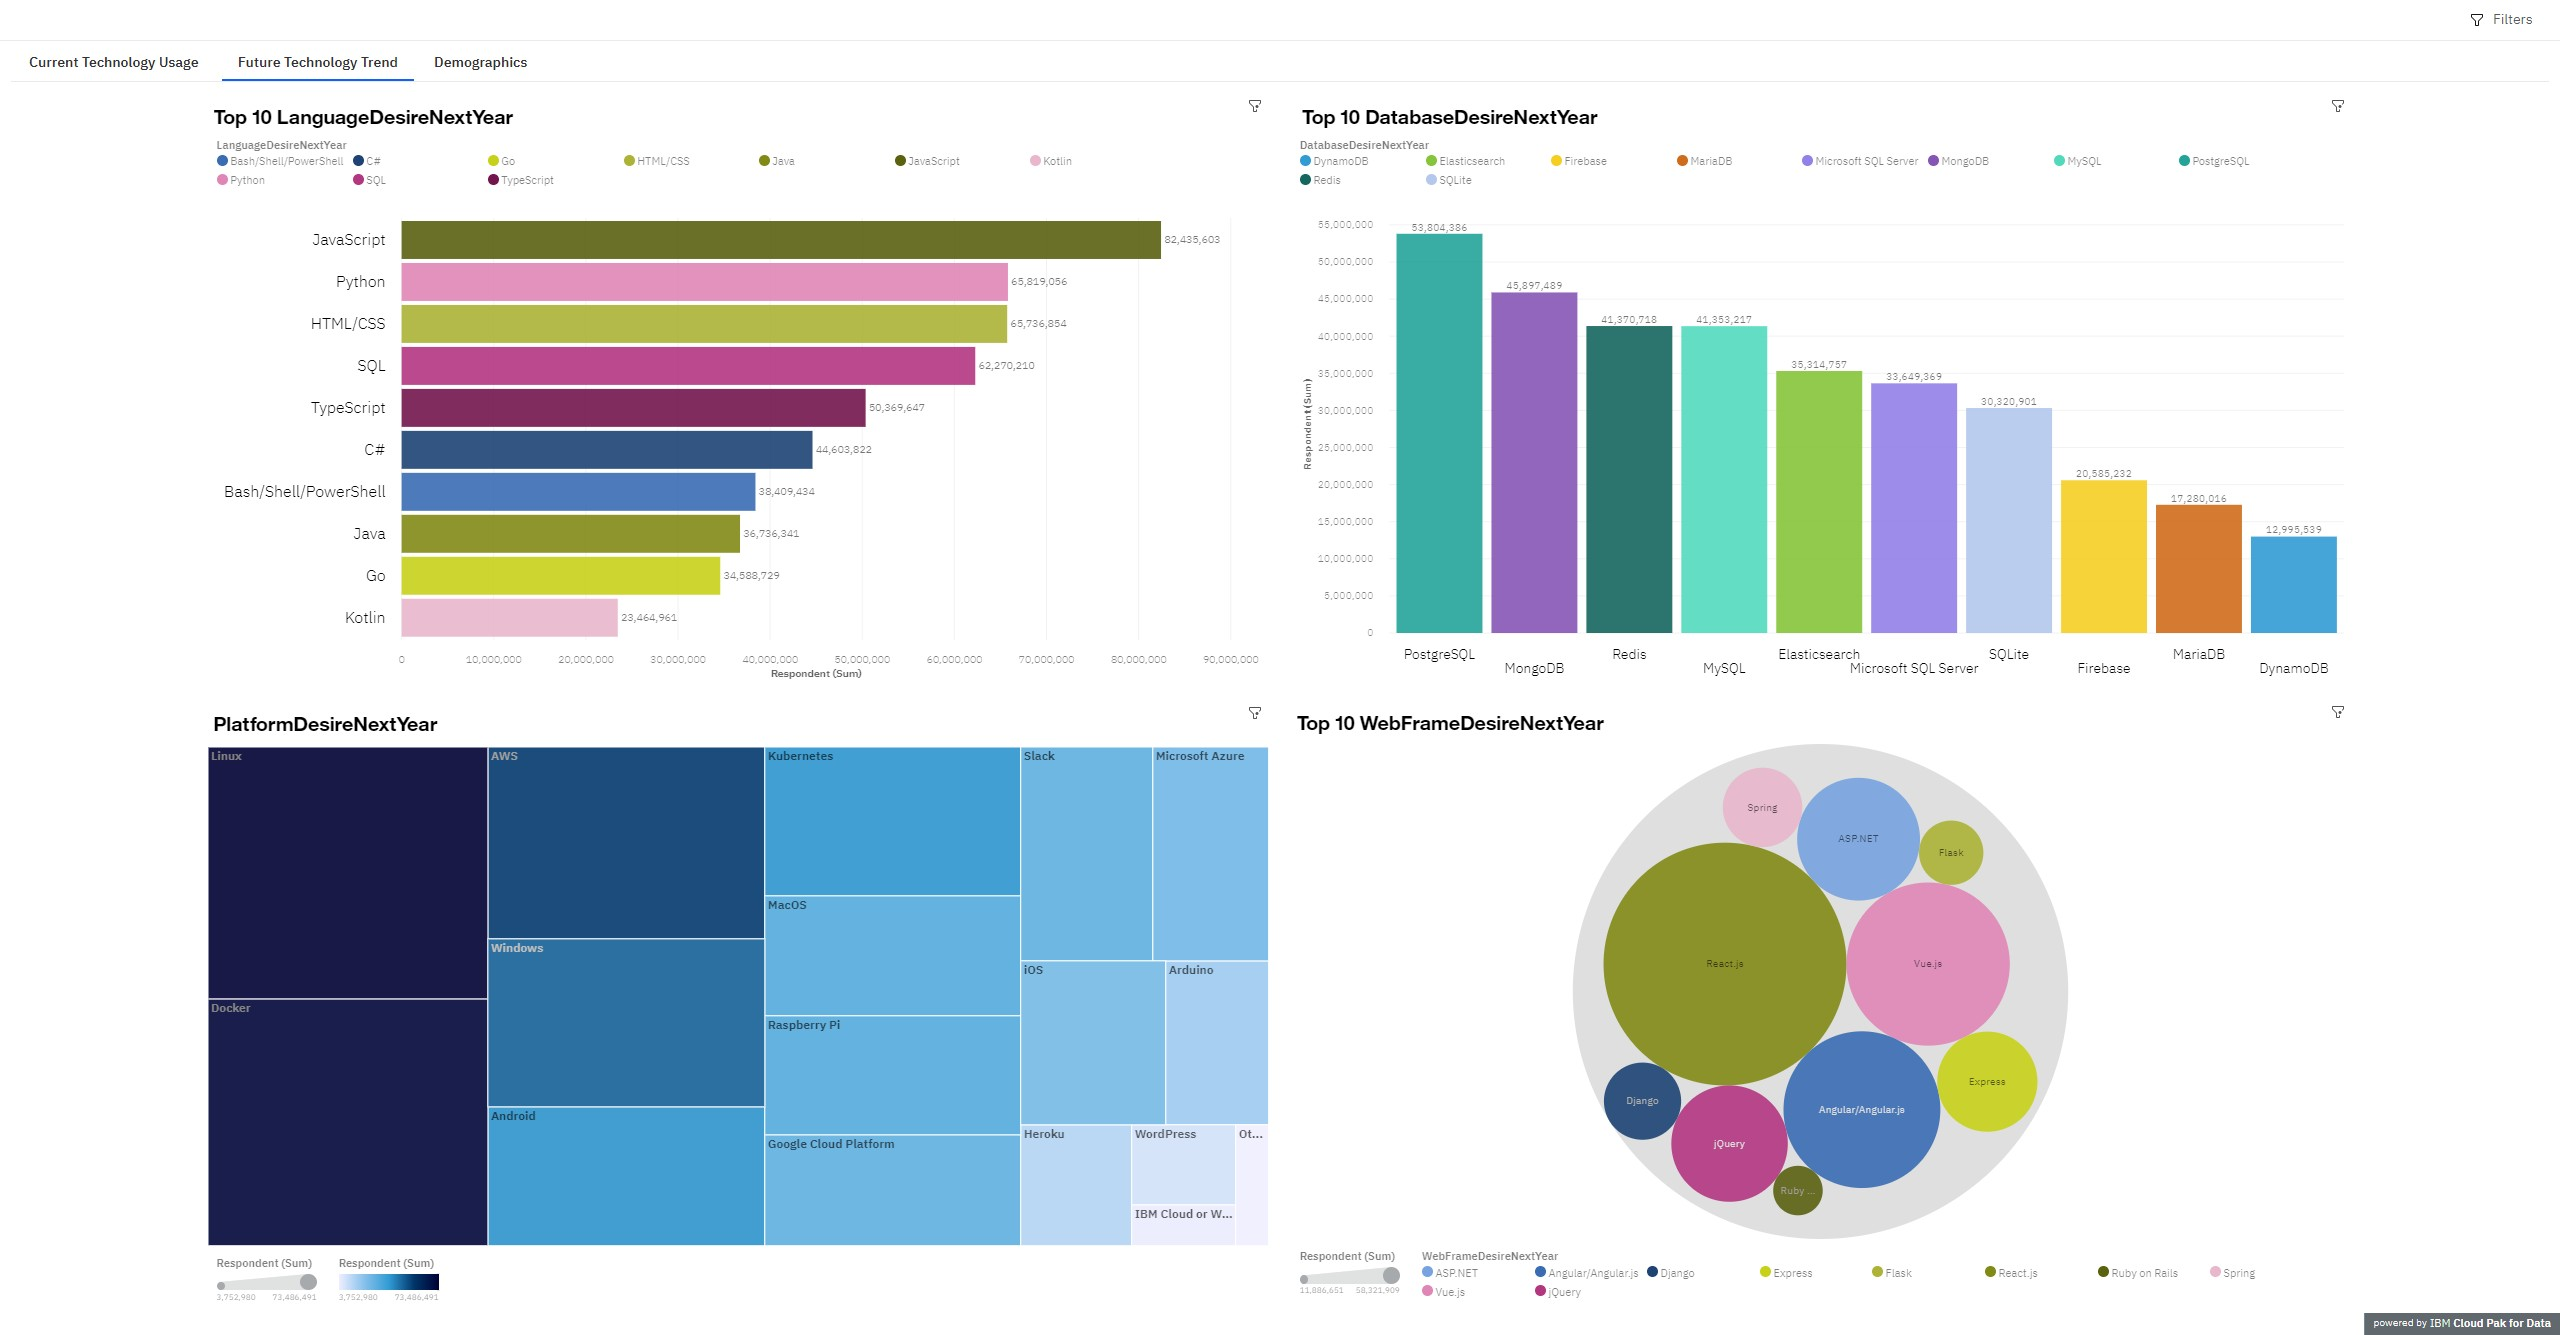 Filters
Current Technology Usage Future Technology Trend Demographics
Top 10 LanguageDesireNextYear
LanguageDesireNextYear
Bash/Shell/PowerShell C# Go HTML/CSS Java JavaScript Kotlin
Python SQL TypeScript
JavaScript 82,435,603
Python 65,819,056
HTML/CSS 65,736,854
SQL 62,270,210
TypeScript 50,369,647
C# 44,603,822
Bash/Shell/PowerShell 38,409,434
Java 36,736,341
Go 34,588,729
Kotlin 23,464,961
0 10,000,000 20,000,000 30,000,000 40,000,000 50,000,000 60,000,000 70,000,000 80,000,000 90,000,000
Respondent (Sum)
Top 10 DatabaseDesireNextYear
DatabaseDesireNextYear
DynamoDB Elasticsearch Firebase MariaDB Microsoft SQL Server MongoDB MySQL PostgreSQL
Redis SQLite
Respondent (Sum)
55,000,000
50,000,000
45,000,000
40,000,000
35,000,000
30,000,000
25,000,000
20,000,000
15,000,000
10,000,000
5,000,000
0
53,804,386
45,897,489
41,370,718
41,353,217
35,314,757
33,649,369
30,320,901
20,585,232
17,280,016
12,995,539
PostgreSQL
MongoDB
Redis
MySQL
Elasticsearch
Microsoft SQL Server
SQLite
Firebase
MariaDB
DynamoDB
PlatformDesireNextYear
Linux
Docker
AWS
Windows
Android
Kubernetes
MacOS
Raspberry Pi
Google Cloud Platform
Slack
Microsoft Azure
iOS
Arduino
Heroku
WordPress
Ot...
IBM Cloud or W...
Respondent (Sum) Respondent (Sum)
3,752,980 73,486,491 3,752,980 73,486,491
Top 10 WebFrameDesireNextYear
Spring
ASP.NET
Flask
React.js
Vue.js
Express
Django
Angular/Angular.js
jQuery
Ruby ...
Respondent (Sum)
11,886,651 58,321,909
WebFrameDesireNextYear
ASP.NET Angular/Angular.js Django Express Flask React.js Ruby on Rails Spring
Vue.js jQuery
powered by IBM Cloud Pak for Data